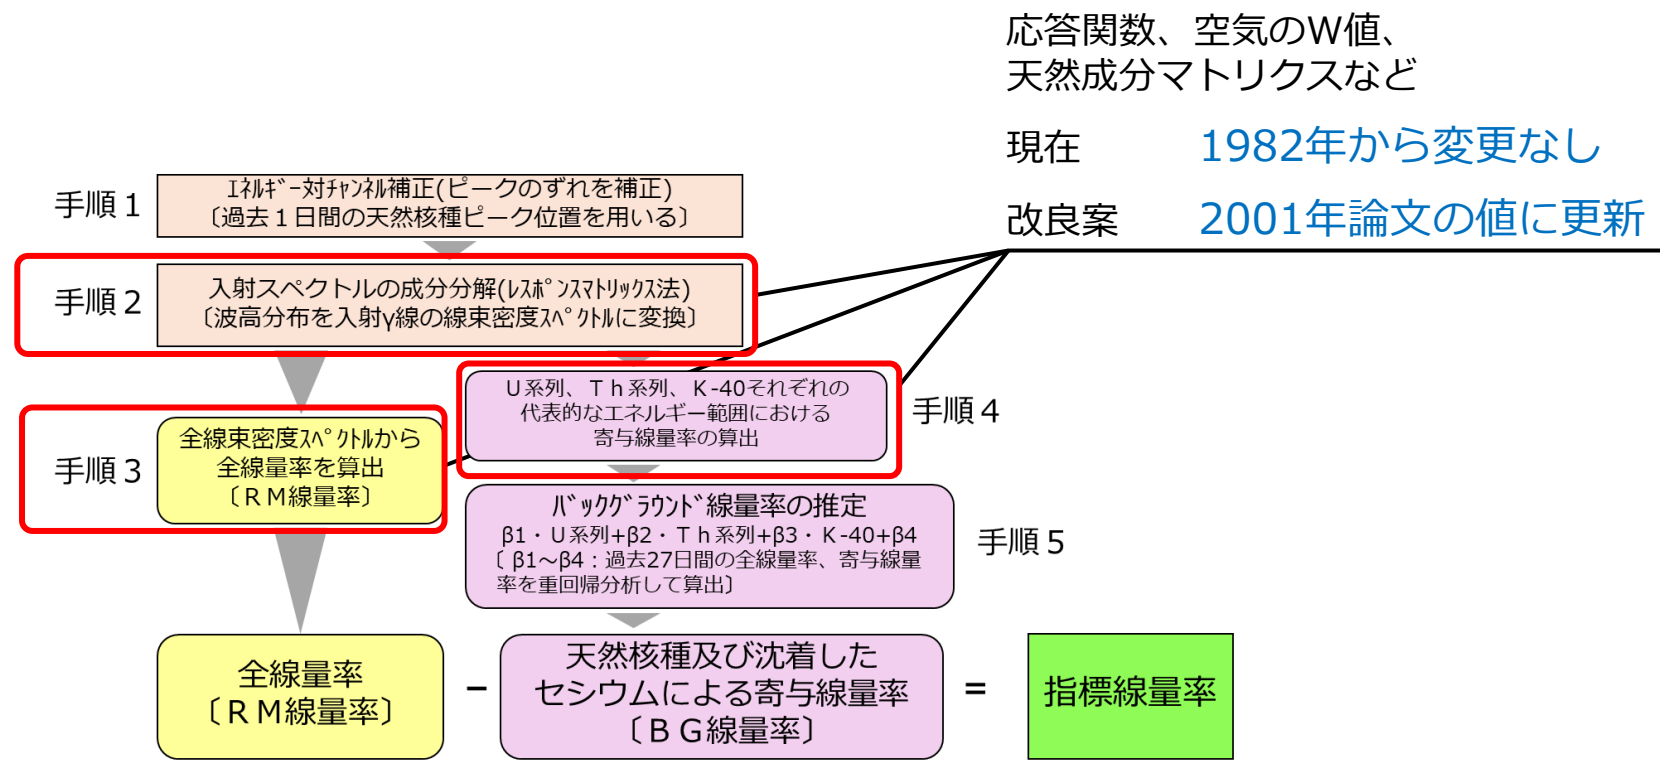 応答関数、空気のW値、
天然成分マトリクスなど
現在 1982年から変更なし
改良案 2001年論文の値に更新
手順１
ｴﾈﾙｷﾞｰ対ﾁｬﾝﾈﾙ補正(ピークのずれを補正)
〔過去１日間の天然核種ピーク位置を用いる〕
手順２
入射スペクトルの成分分解(ﾚｽﾎﾟﾝｽﾏﾄﾘｯｸｽ法)
〔波高分布を入射γ線の線束密度ｽﾍﾟｸﾄﾙに変換〕
手順３
全線束密度ｽﾍﾟｸﾄﾙから
全線量率を算出
〔ＲＭ線量率〕
Ｕ系列、Ｔｈ系列、Ｋ-40それぞれの
代表的なエネルギー範囲における
寄与線量率の算出
手順４
ﾊﾞｯｸｸﾞﾗｳﾝﾄﾞ線量率の推定
β1・Ｕ系列+β2・Ｔｈ系列+β3・Ｋ-40+β4
〔 β1～β4：過去27日間の全線量率、寄与線量
率を重回帰分析して算出〕
手順５
全線量率
〔ＲＭ線量率〕
－
天然核種及び沈着した
セシウムによる寄与線量率
〔ＢＧ線量率〕
＝
指標線量率